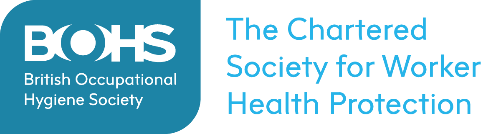 BOHS
British Occupational
Hygiene Society
The Chartered
Society for Worker
Health Protection